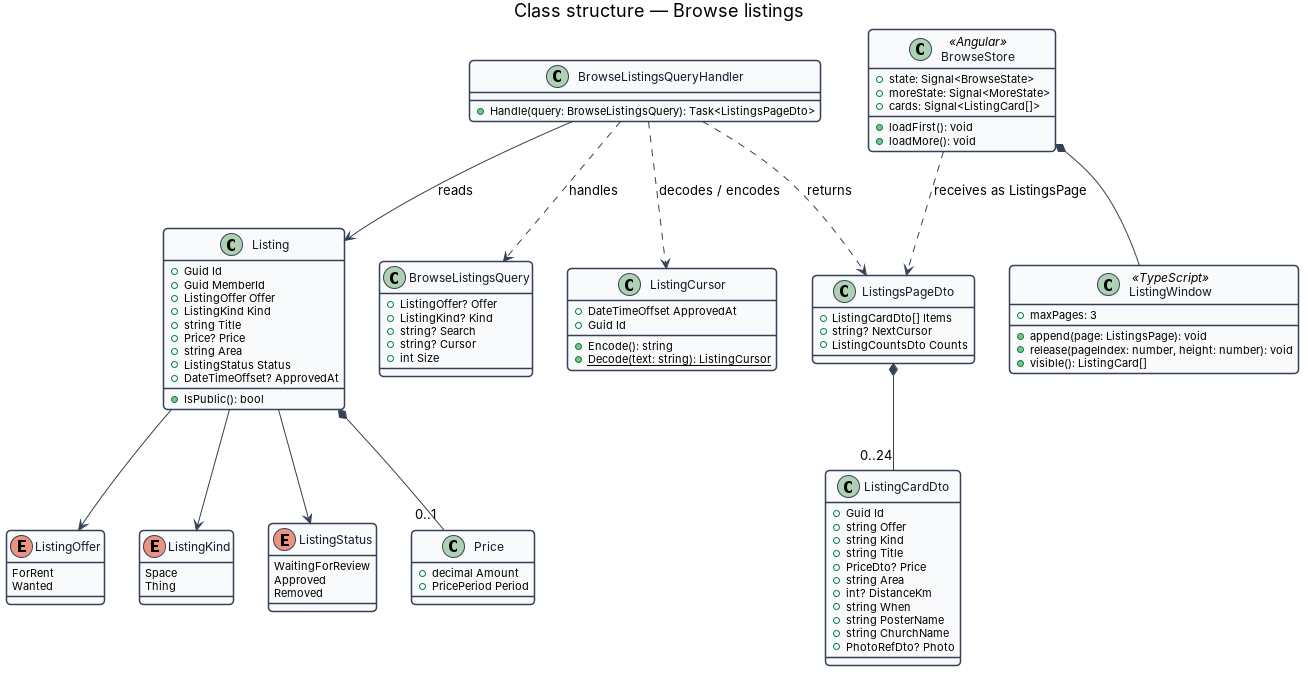 Class structure — Browse listings
«Angular»
BrowseStore
state: Signal<BrowseState>
moreState: Signal<MoreState>
cards: Signal<ListingCard[]>
loadFirst(): void
loadMore(): void
BrowseListingsQueryHandler
Handle(query: BrowseListingsQuery): Task<ListingsPageDto>
reads
handles
decodes / encodes
returns
receives as ListingsPage
Listing
Guid Id
Guid MemberId
ListingOffer Offer
ListingKind Kind
string Title
Price? Price
string Area
ListingStatus Status
DateTimeOffset? ApprovedAt
IsPublic(): bool
BrowseListingsQuery
ListingOffer? Offer
ListingKind? Kind
string? Search
string? Cursor
int Size
ListingCursor
DateTimeOffset ApprovedAt
Guid Id
Encode(): string
Decode(text: string): ListingCursor
ListingsPageDto
ListingCardDto[] Items
string? NextCursor
ListingCountsDto Counts
«TypeScript»
ListingWindow
maxPages: 3
append(page: ListingsPage): void
release(pageIndex: number, height: number): void
visible(): ListingCard[]
0..24
0..1
ListingOffer
ForRent
Wanted
ListingKind
Space
Thing
ListingStatus
WaitingForReview
Approved
Removed
Price
decimal Amount
PricePeriod Period
ListingCardDto
Guid Id
string Offer
string Kind
string Title
PriceDto? Price
string Area
int? DistanceKm
string When
string PosterName
string ChurchName
PhotoRefDto? Photo